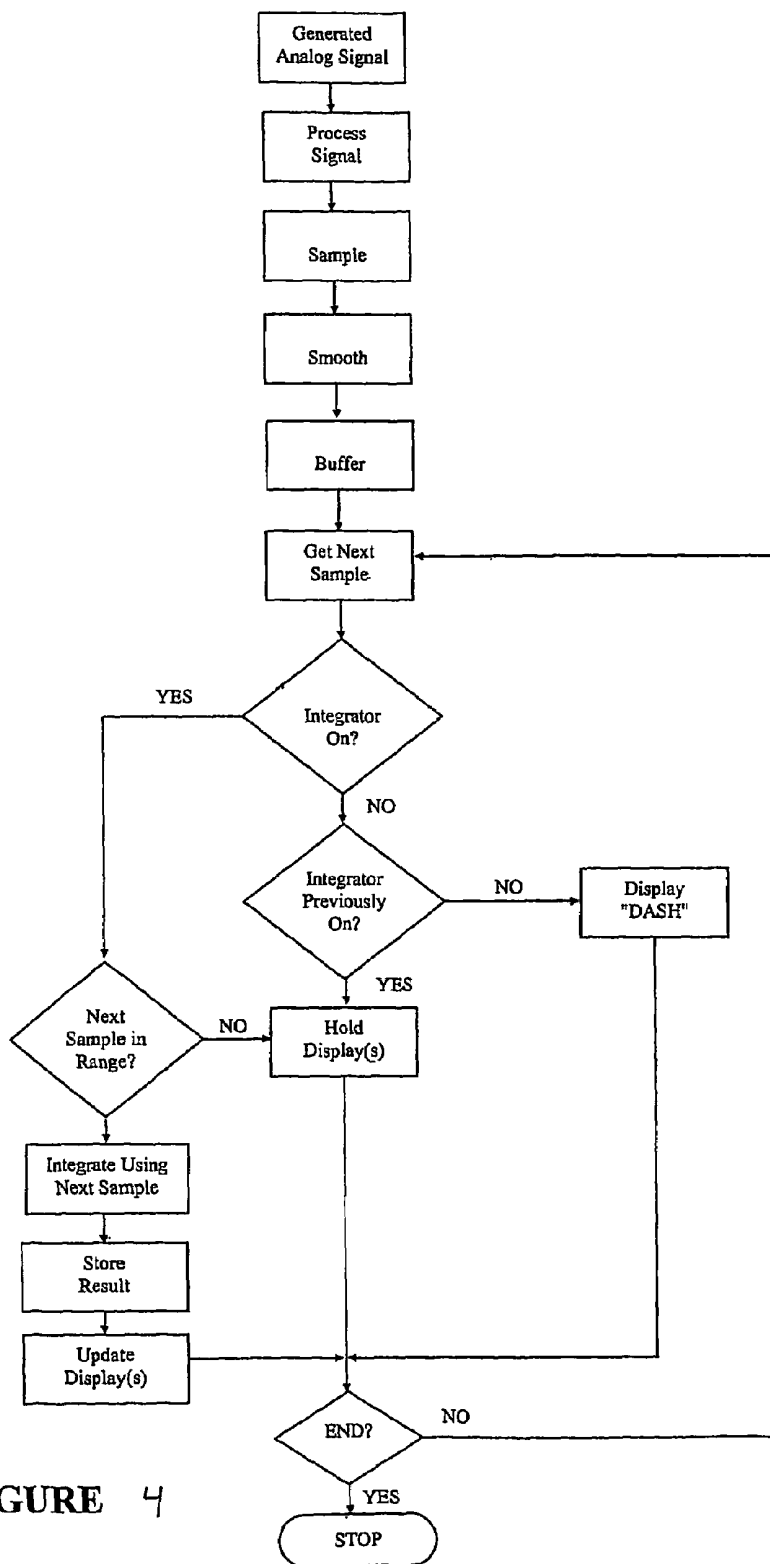 Generated
Analog Signal
Process
Signal
Sample
Smooth
Buffer
Get Next
Sample
YES
Integrator
On?
NO
Integrator
Previously
On?
NO
Display
"DASH"
YES
Next
Sample in
Range?
NO
Hold
Display(s)
Integrate Using
Next Sample
Store
Result
Update
Display(s)
END?
NO
YES
STOP
GURE 4